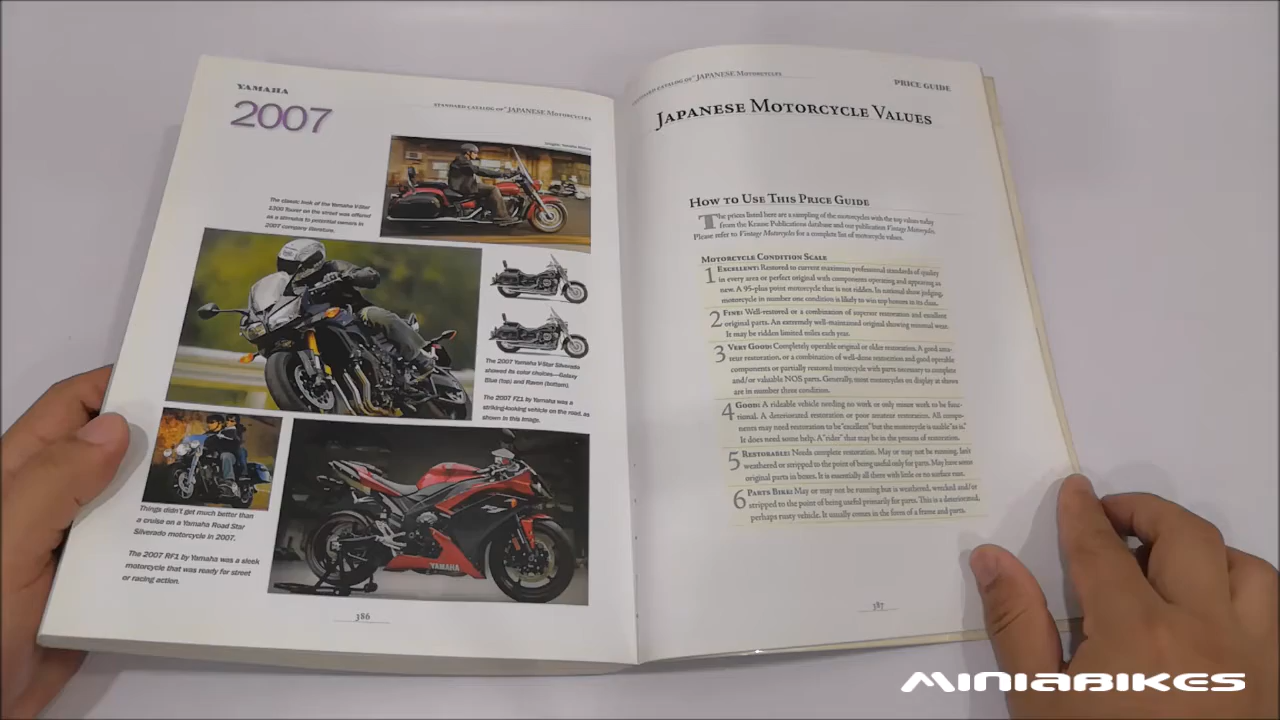 YAMAHA
2007
STANDARD CATALOG OF® JAPANESE MOTORCYCLES
The classic look of the Yamaha V-Star
1300 Tourer on the street was offered
as a stimulus to potential owners in
2007 company literature.
The 2007 Yamaha V-Star Silverado
showed its color choices—Galaxy
Blue (top) and Raven (bottom).
The 2007 FZ1 by Yamaha was a
striking-looking vehicle on the road, as
shown in this image.
Things didn't get much better than
a cruise on a Yamaha Road Star
Silverado motorcycle in 2007.
The 2007 RF1 by Yamaha was a sleek
motorcycle that was ready for street
or racing action.
YAMAHA
386
STANDARD CATALOG OF® JAPANESE MOTORCYCLES
PRICE GUIDE
JAPANESE MOTORCYCLE VALUES
HOW TO USE THIS PRICE GUIDE
The prices listed here are a sampling of the motorcycles with the top values today
from the Krause Publications database and our publication Vintage Motorcycles.
Please refer to Vintage Motorcycles for a complete list of motorcycle values.
MOTORCYCLE CONDITION SCALE
1 EXCELLENT: Restored to current maximum professional standards of quality
in every area or perfect original with components operating and appearing as
new. A 95-plus point motorcycle that is not ridden. In national show judging,
motorcycle in number one condition is likely to win top honors in its class.
2 FINE: Well-restored or a combination of superior restoration and excellent
original parts. An extremely well-maintained original showing minimal wear.
It may be ridden limited miles each year.
3 VERY GOOD: Completely operable original or older restoration. A good ama-
teur restoration, or a combination of well-done restoration and good operable
components or partially restored motorcycle with parts necessary to complete
and/or valuable NOS parts. Generally, most motorcycles on display at shows
are in number three condition.
4 GOOD: A rideable vehicle needing no work or only minor work to be func-
tional. A deteriorated restoration or poor amateur restoration. All compo-
nents may need restoration to be "excellent" but the motorcycle is usable "as is."
It does need some help. A "rider" that may be in the process of restoration.
5 RESTORABLE: Needs complete restoration. May or may not be running. Isn't
weathered or stripped to the point of being useful only for parts. May have some
original parts in boxes. It is essentially all there with little or no surface rust.
6 PARTS BIKE: May or may not be running but is weathered, wrecked and/or
stripped to the point of being useful primarily for parts. This is a deteriorated,
perhaps rusty vehicle. It usually comes in the form of a frame and parts.
387
MINIABIKES